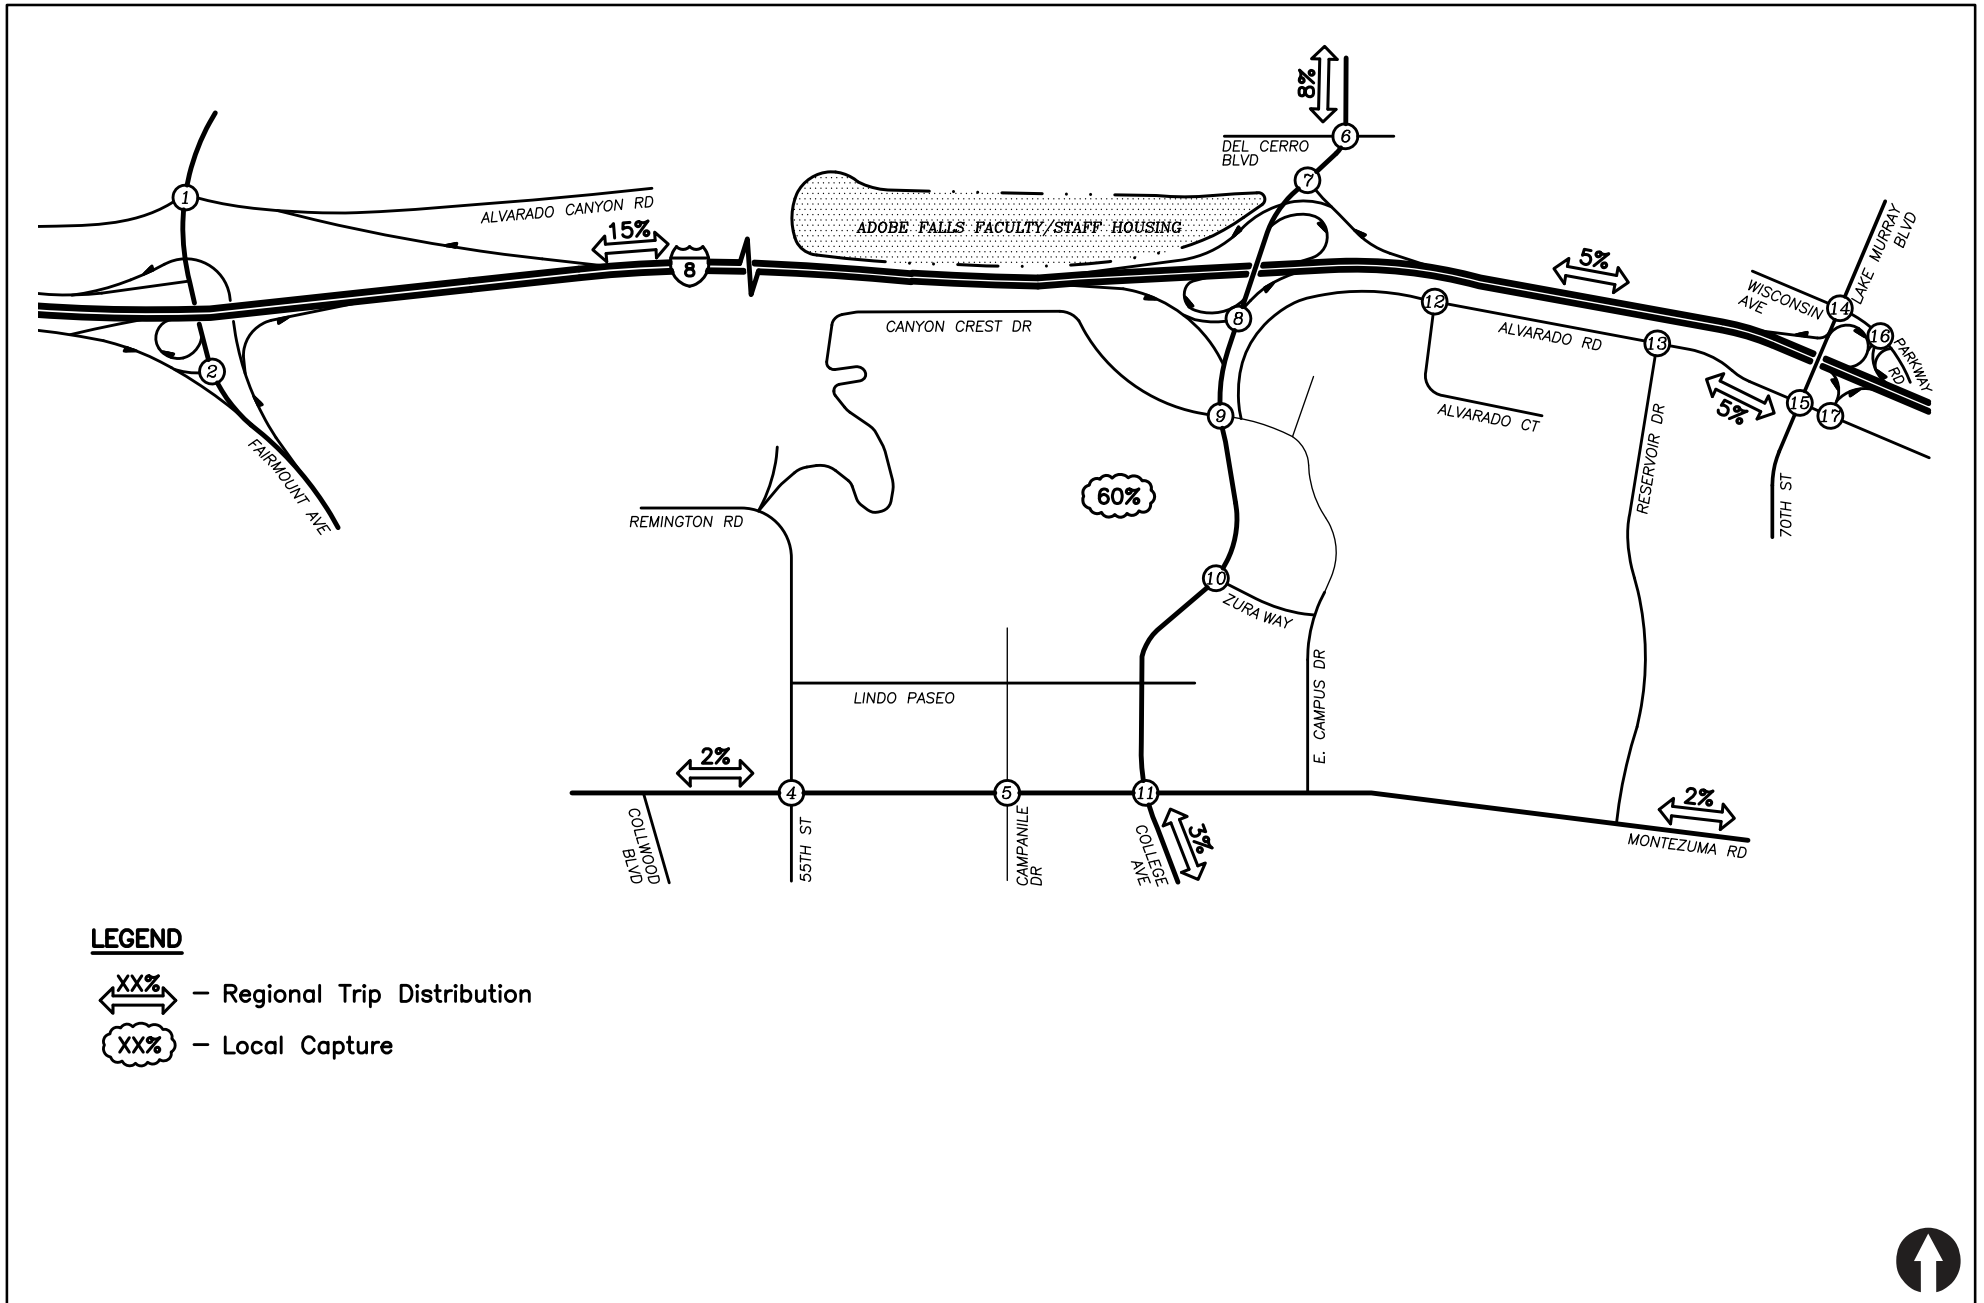 8%
6
DEL CERRO
BLVD
7
1
ALVARADO CANYON RD
15%
8
ADOBE FALLS FACULTY/STAFF HOUSING
5%
LAKE MURRAY
BLVD
WISCONSIN
AVE
14
16
PARKWAY
RD
12
ALVARADO RD
13
8
CANYON CREST DR
2
5%
15
17
9
ALVARADO CT
RESERVOIR DR
FAIRMOUNT AVE
60%
70TH ST
REMINGTON RD
10
ZURA WAY
E. CAMPUS DR
LINDO PASEO
2%
4
5
11
2%
COLLWOOD
BLVD
55TH ST
CAMPANILE
DR
COLLEGE
AVE
3%
MONTEZUMA RD
LEGEND
XX% - Regional Trip Distribution
XX% - Local Capture